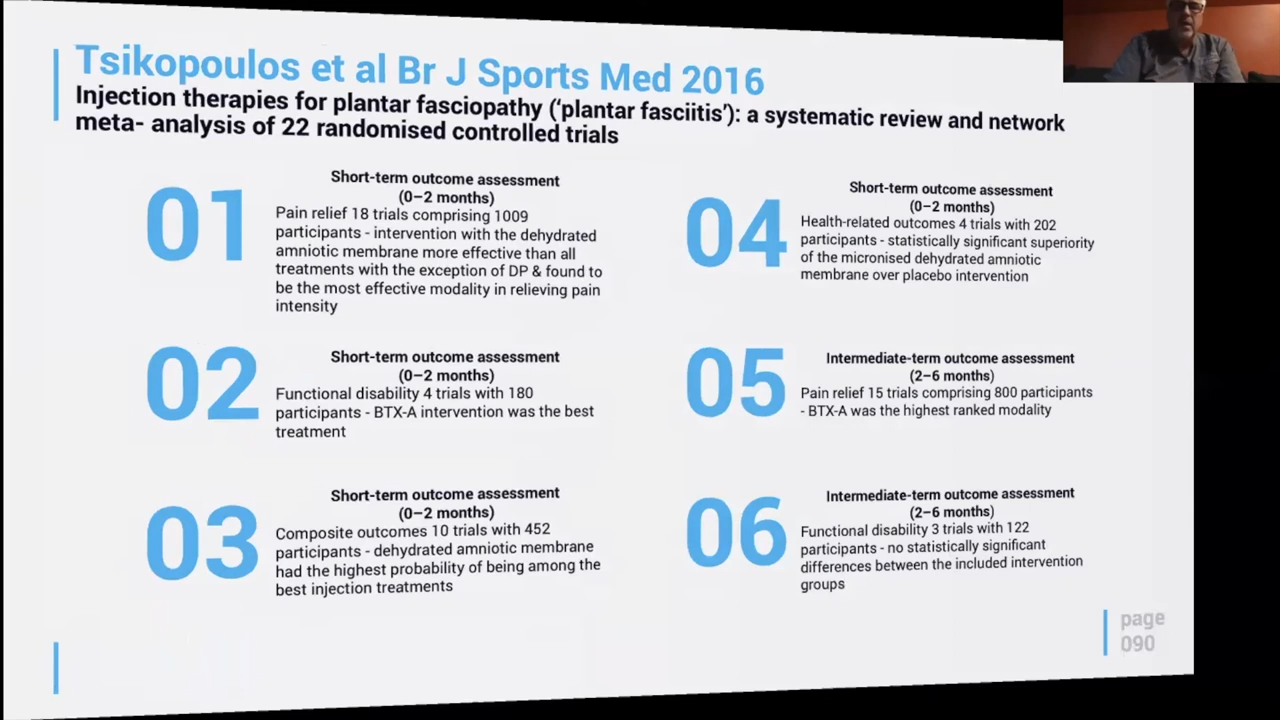 Tsikopoulos et al Br J Sports Med 2016
Injection therapies for plantar fasciopathy (‘plantar fasciitis’): a systematic review and network
meta- analysis of 22 randomised controlled trials
01
Short-term outcome assessment
(0–2 months)
Pain relief 18 trials comprising 1009
participants - intervention with the dehydrated
amniotic membrane more effective than all
treatments with the exception of DP & found to
be the most effective modality in relieving pain
intensity
02
Short-term outcome assessment
(0–2 months)
Functional disability 4 trials with 180
participants - BTX-A intervention was the best
treatment
03
Short-term outcome assessment
(0–2 months)
Composite outcomes 10 trials with 452
participants - dehydrated amniotic membrane
had the highest probability of being among the
best injection treatments
04
Short-term outcome assessment
(0–2 months)
Health-related outcomes 4 trials with 202
participants - statistically significant superiority
of the micronised dehydrated amniotic
membrane over placebo intervention
05
Intermediate-term outcome assessment
(2–6 months)
Pain relief 15 trials comprising 800 participants
- BTX-A was the highest ranked modality
06
Intermediate-term outcome assessment
(2–6 months)
Functional disability 3 trials with 122
participants - no statistically significant
differences between the included intervention
groups
page
090